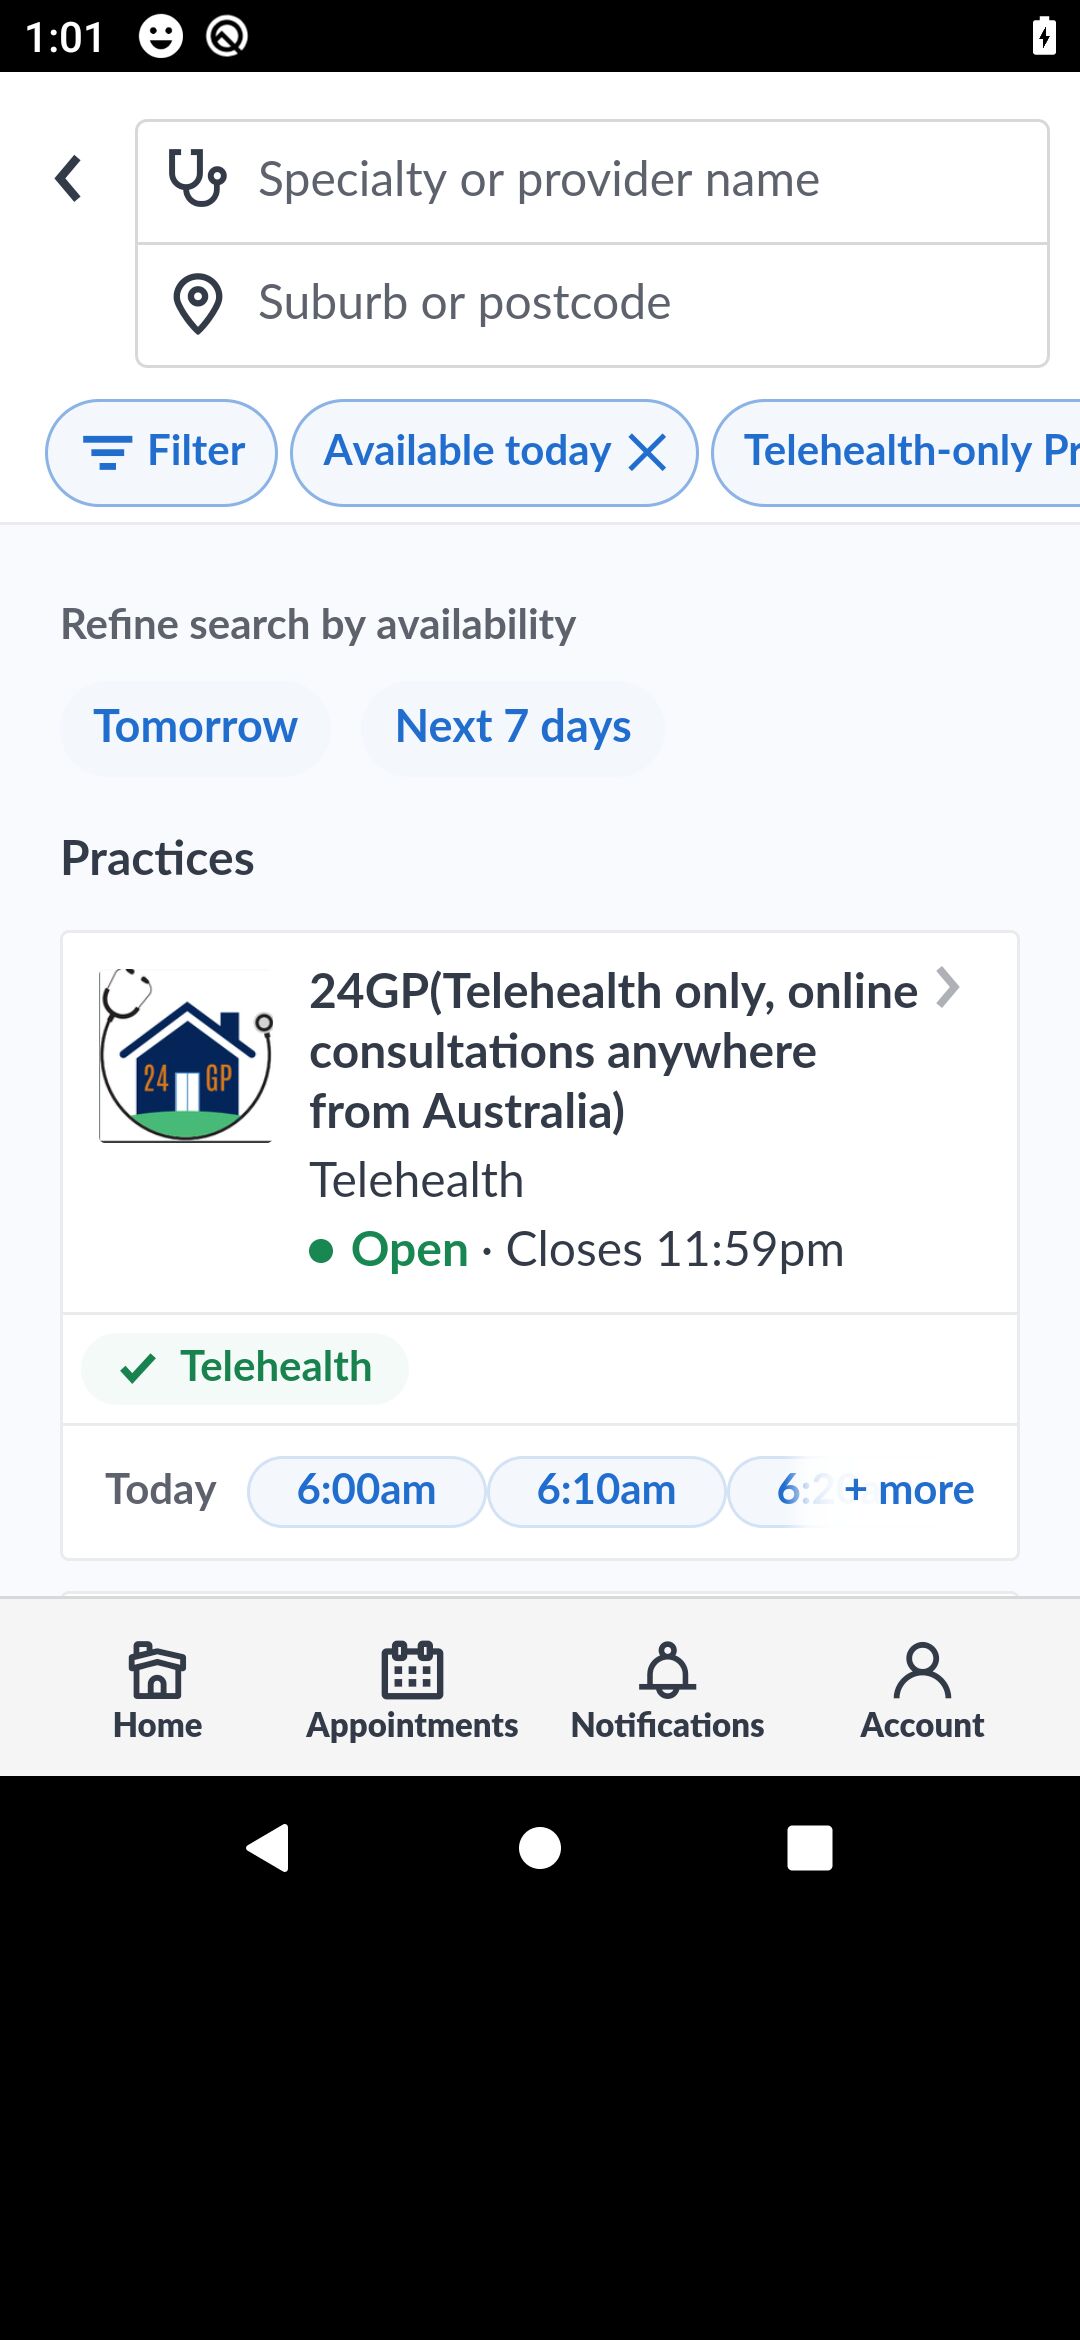 1:01
Specialty or provider name
Suburb or postcode
Filter
Available today
Telehealth-only Pr
Refine search by availability
Tomorrow
Next 7 days
Practices
24 GP
24GP(Telehealth only, online
consultations anywhere
from Australia)
Telehealth
Open · Closes 11:59pm
Telehealth
Today
6:00am
6:10am
+ more
Home
Appointments
Notifications
Account